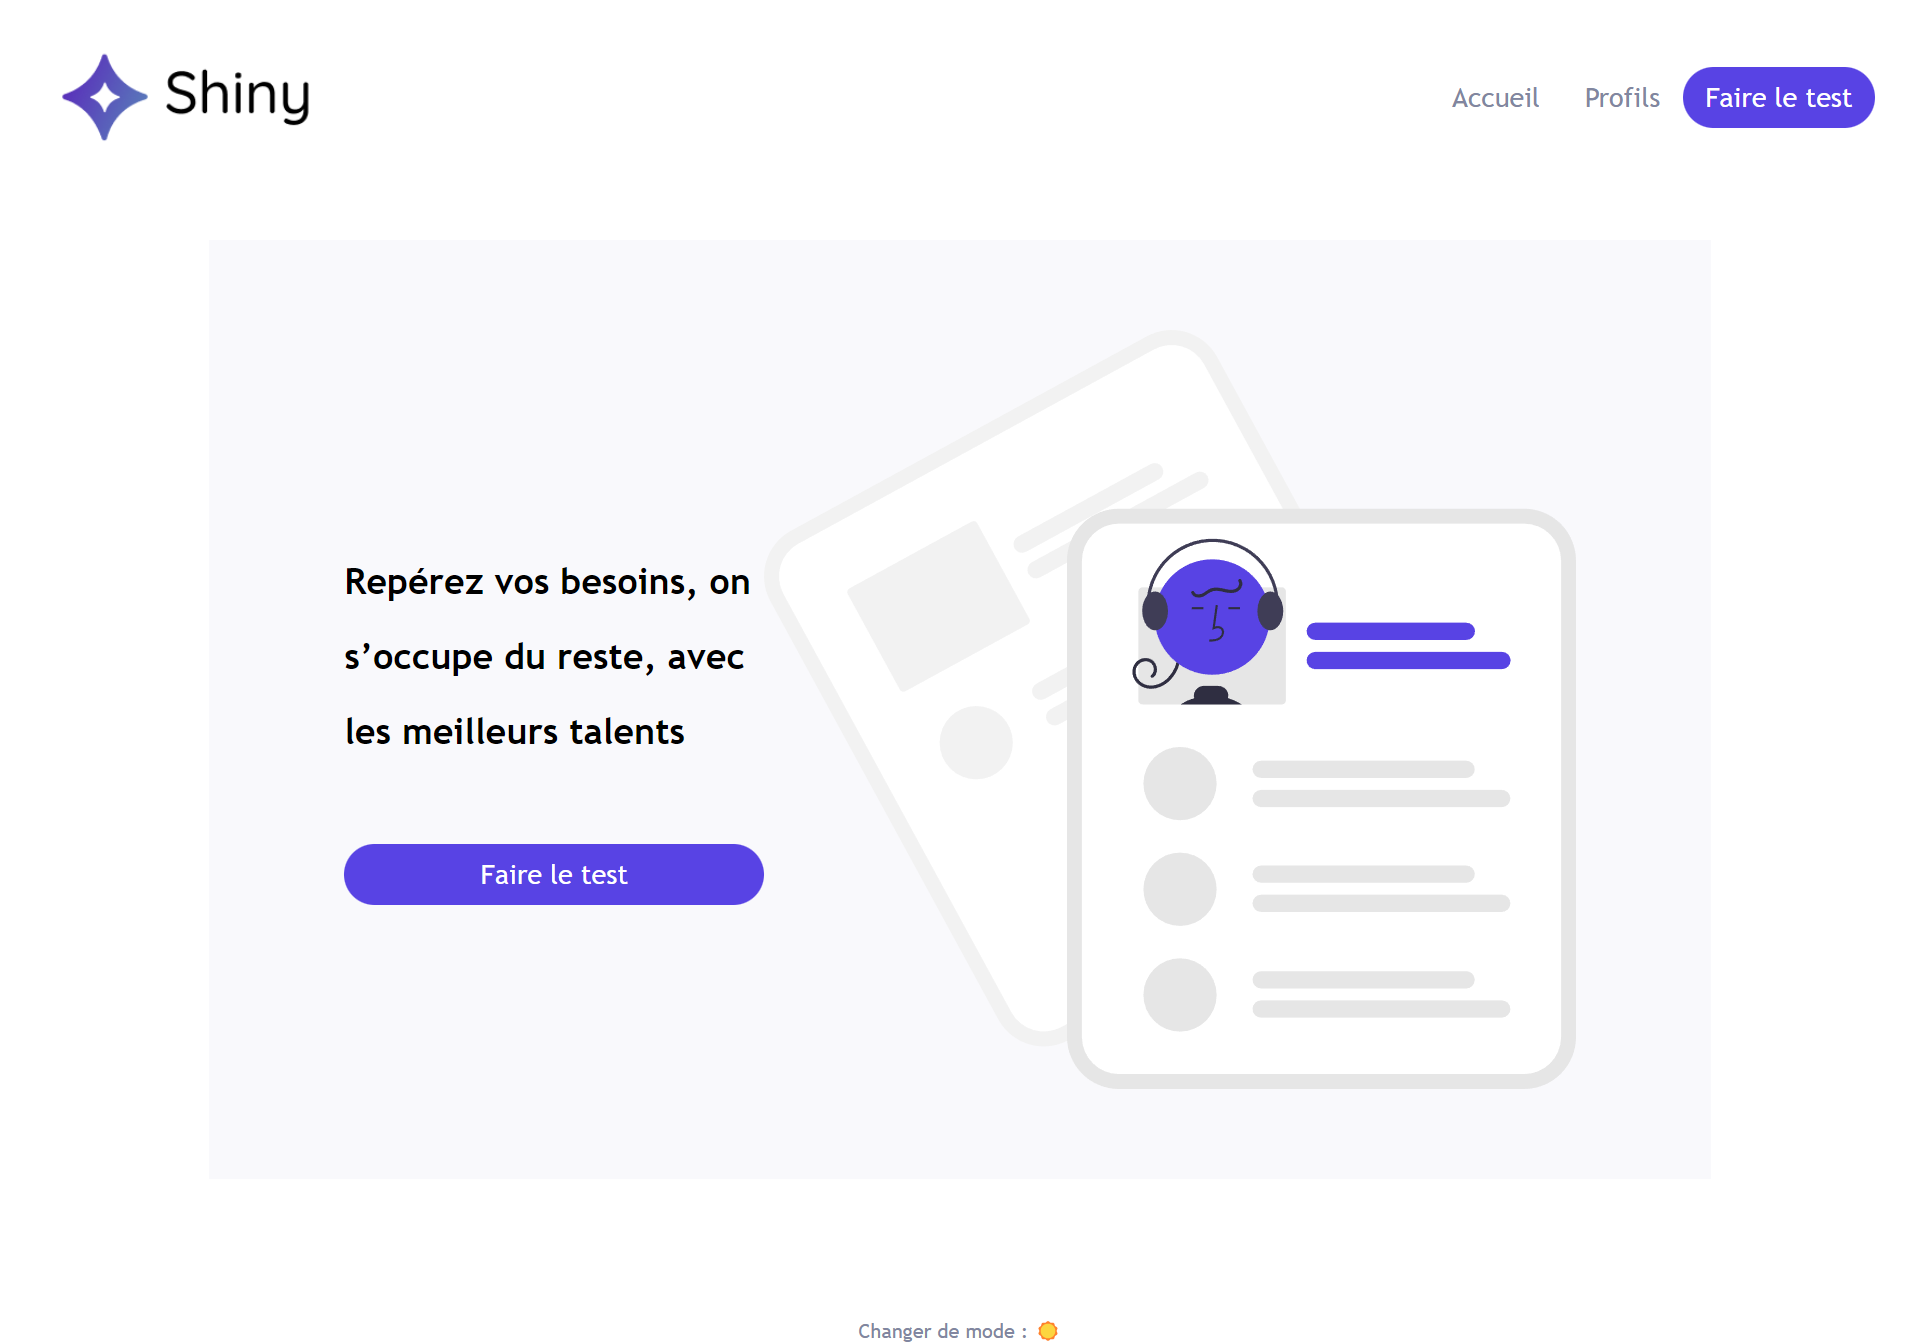 Shiny
Accueil
Profils
Faire le test
Repérez vos besoins, on
s’occupe du reste, avec
les meilleurs talents
Faire le test
Changer de mode : ☀️